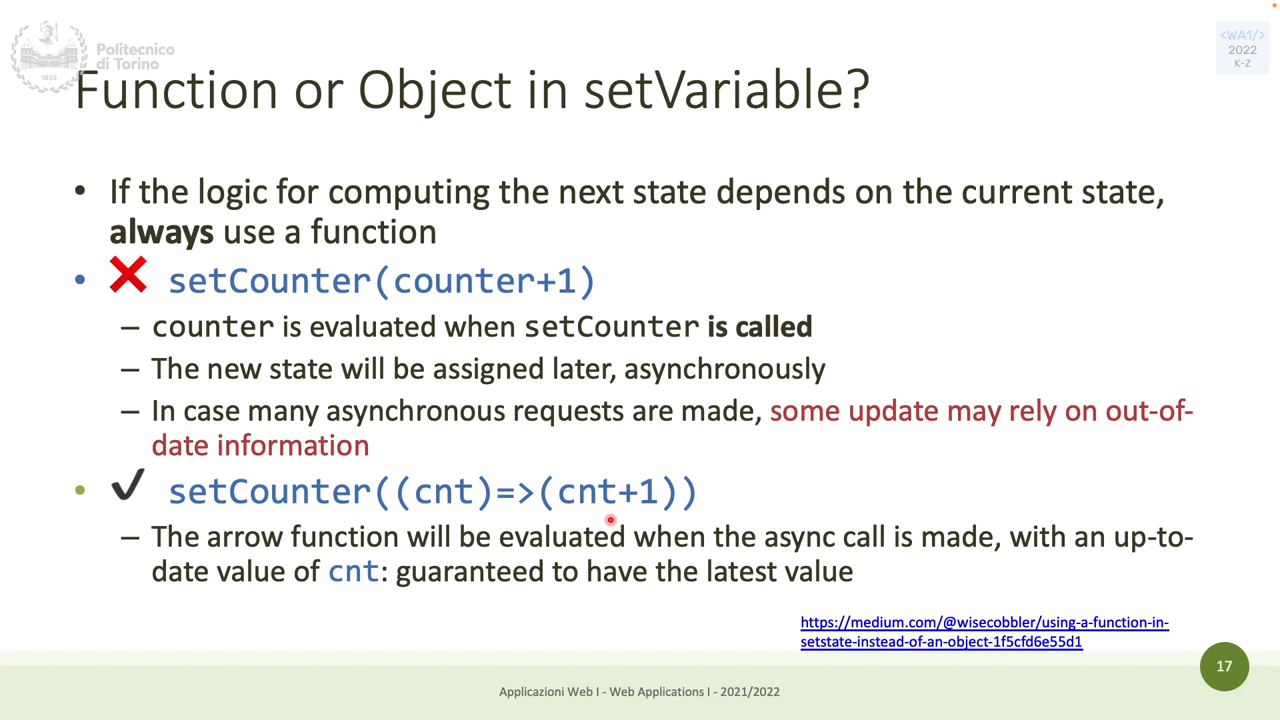 Politecnico
di Torino
1659
<WA1/>
2022
K-Z
Function or Object in setVariable?
• If the logic for computing the next state depends on the current state,
always use a function
• ❌ setCounter(counter+1)
– counter is evaluated when setCounter is called
– The new state will be assigned later, asynchronously
– In case many asynchronous requests are made, some update may rely on out-of-
date information
• ✔ setCounter((cnt)=>(cnt+1))
– The arrow function will be evaluated when the async call is made, with an up-to-
date value of cnt: guaranteed to have the latest value
https://medium.com/@wisecobbler/using-a-function-in-
setstate-instead-of-an-object-1f5cfd6e55d1
17
Applicazioni Web I - Web Applications I - 2021/2022